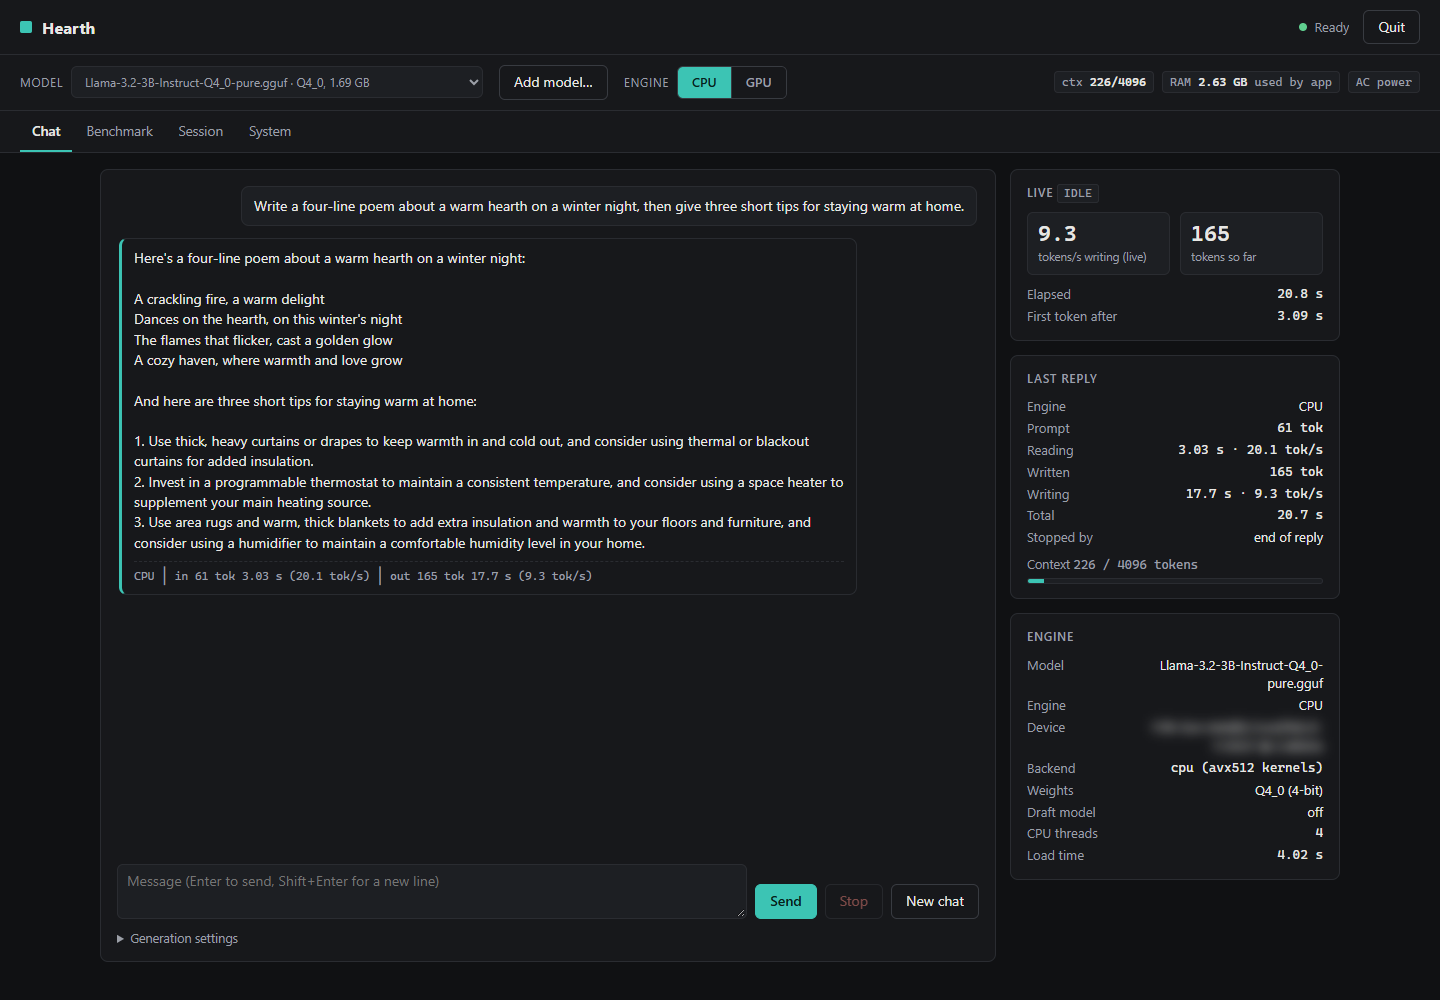 Hearth
Ready
Quit
MODEL
Llama-3.2-3B-Instruct-Q4_0-pure.gguf · Q4_0, 1.69 GB
Add model...
ENGINE
CPU
GPU
ctx 226/4096
RAM 2.63 GB used by app
AC power
Chat
Benchmark
Session
System
Write a four-line poem about a warm hearth on a winter night, then give three short tips for staying warm at home.
Here's a four-line poem about a warm hearth on a winter night:
A crackling fire, a warm delight
Dances on the hearth, on this winter's night
The flames that flicker, cast a golden glow
A cozy haven, where warmth and love grow
And here are three short tips for staying warm at home:
1. Use thick, heavy curtains or drapes to keep warmth in and cold out, and consider using thermal or blackout
curtains for added insulation.
2. Invest in a programmable thermostat to maintain a consistent temperature, and consider using a space heater to
supplement your main heating source.
3. Use area rugs and warm, thick blankets to add extra insulation and warmth to your floors and furniture, and
consider using a humidifier to maintain a comfortable humidity level in your home.
CPU | in 61 tok 3.03 s (20.1 tok/s) | out 165 tok 17.7 s (9.3 tok/s)
Message (Enter to send, Shift+Enter for a new line)
Send
Stop
New chat
Generation settings
LIVE IDLE
9.3
tokens/s writing (live)
165
tokens so far
Elapsed 20.8 s
First token after 3.09 s
LAST REPLY
Engine CPU
Prompt 61 tok
Reading 3.03 s · 20.1 tok/s
Written 165 tok
Writing 17.7 s · 9.3 tok/s
Total 20.7 s
Stopped by end of reply
Context 226 / 4096 tokens
ENGINE
Model Llama-3.2-3B-Instruct-Q4_0-
pure.gguf
Engine CPU
Device
Backend cpu (avx512 kernels)
Weights Q4_0 (4-bit)
Draft model off
CPU threads 4
Load time 4.02 s